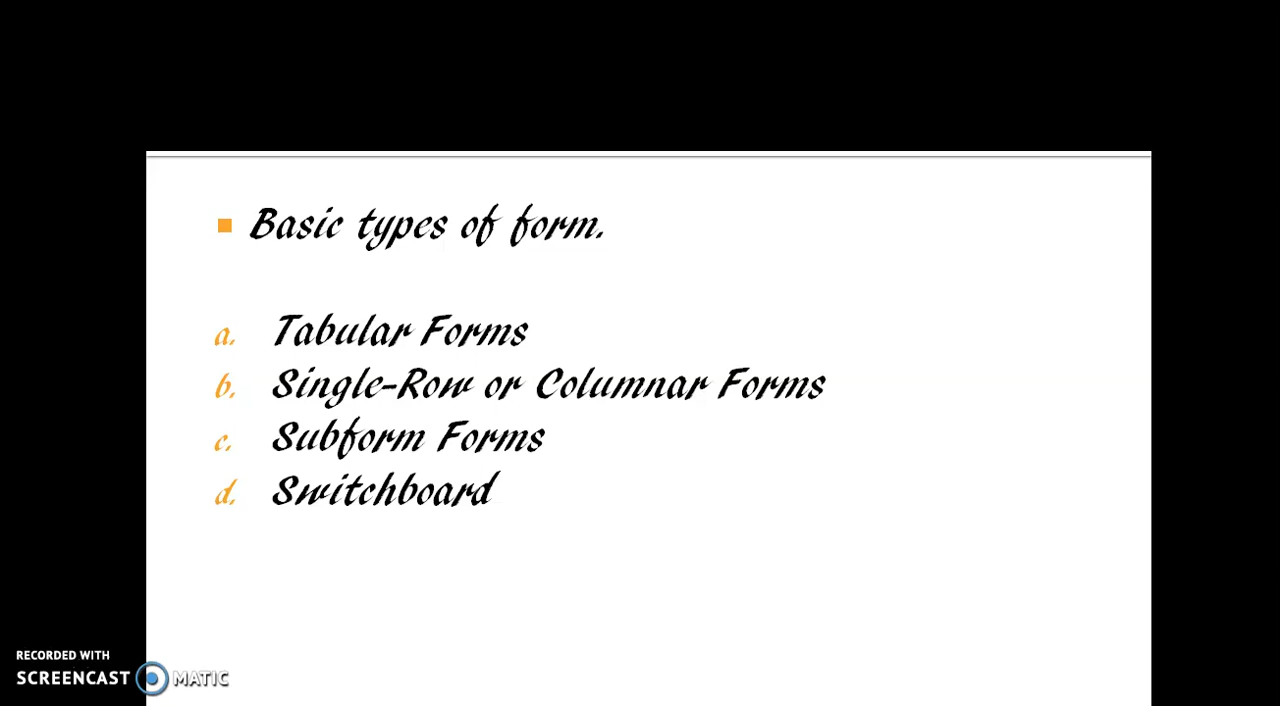 Basic types of form.
a. Tabular Forms
b. Single-Row or Columnar Forms
c. Subform Forms
d. Switchboard
RECORDED WITH
SCREENCAST MATIC